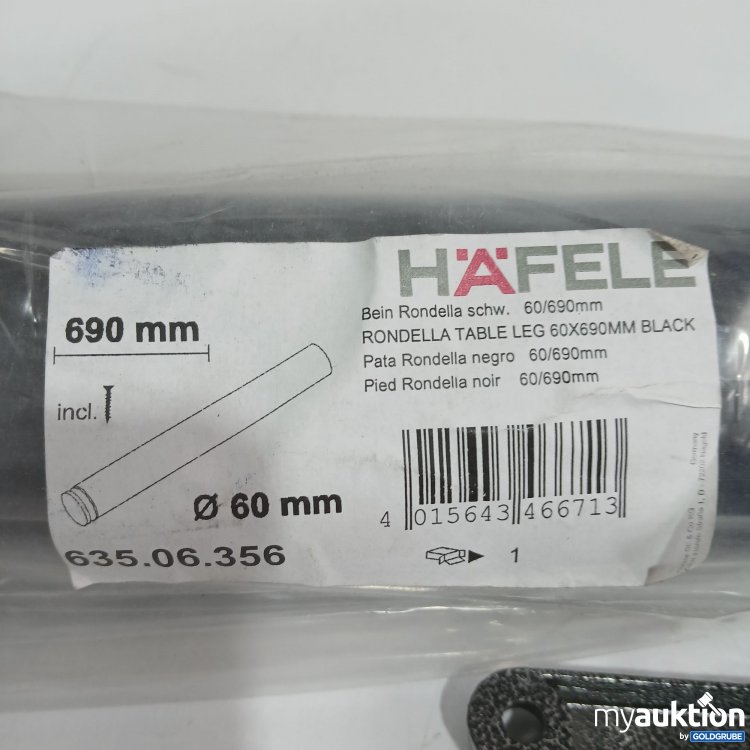 HÄFELE
Bein Rondella schw. 60/690mm
RONDELLA TABLE LEG 60X690MM BLACK
Pata Rondella negro 60/690mm
Pied Rondella noir 60/690mm
690 mm
incl.
Ø 60 mm
635.06.356
4 015643 466713
1
Germany
myauktion
by GOLDGRUBE